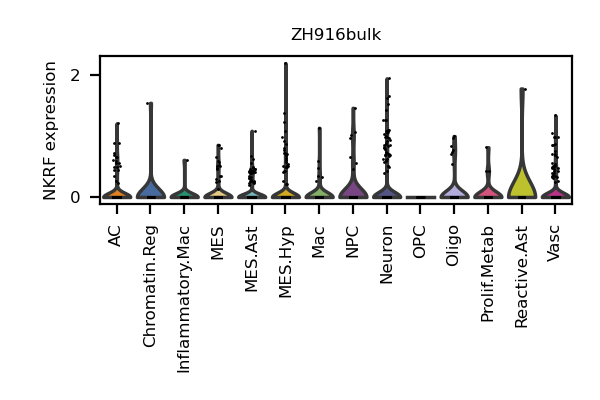 ZH916bulk
NKRF expression
2
0
AC
Chromatin.Reg
Inflammatory.Mac
MES
MES.Ast
MES.Hyp
Mac
NPC
Neuron
OPC
Oligo
Prolif.Metab
Reactive.Ast
Vasc